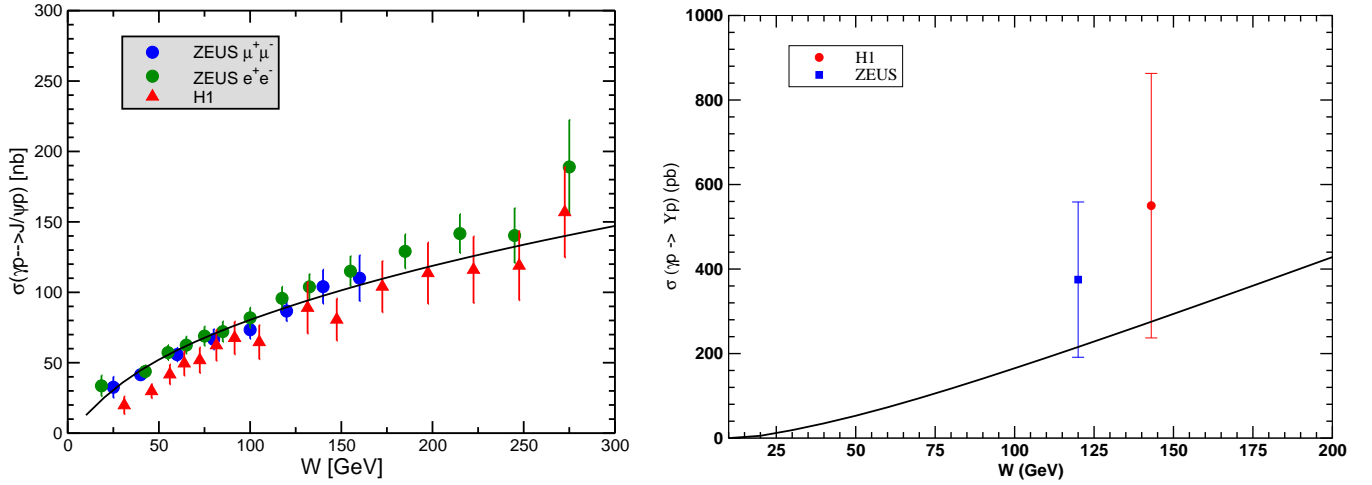 300
250
200
150
100
50
0
σ(γp-->J/ψp) [nb]
ZEUS μ⁺μ⁻
ZEUS e⁺e⁻
H1
0 50 100 150 200 250 300
W [GeV]
1000
800
600
400
200
0
σ (γp -> Υp) (pb)
H1
ZEUS
25 50 75 100 125 150 175 200
W (GeV)